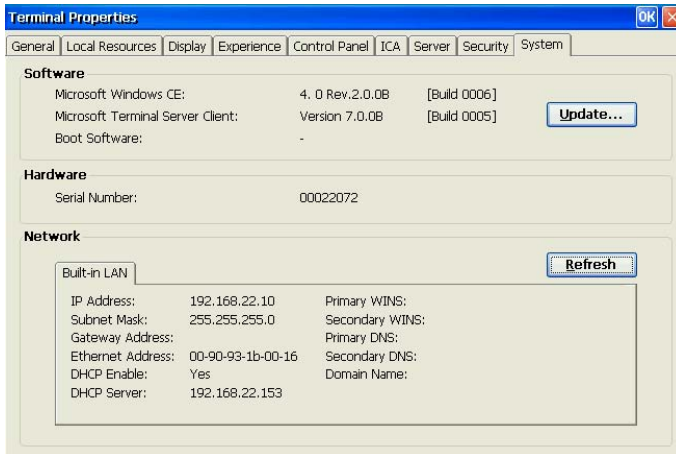 Terminal Properties OK ×
General Local Resources Display Experience Control Panel ICA Server Security System
Software
Microsoft Windows CE: 4. 0 Rev.2.0.0B [Build 0006]
Microsoft Terminal Server Client: Version 7.0.0B [Build 0005] Update...
Boot Software: -
Hardware
Serial Number: 00022072
Network
Refresh
Built-in LAN
IP Address: 192.168.22.10 Primary WINS:
Subnet Mask: 255.255.255.0 Secondary WINS:
Gateway Address: Primary DNS:
Ethernet Address: 00-90-93-1b-00-16 Secondary DNS:
DHCP Enable: Yes Domain Name:
DHCP Server: 192.168.22.153